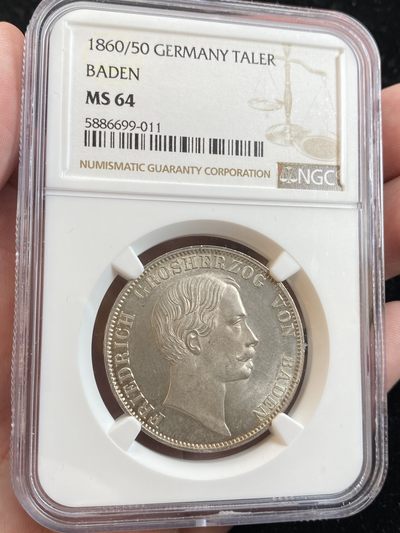 1860/50 GERMANY TALER
BADEN
MS 64
5886699-011
NUMISMATIC GUARANTY CORPORATION
NGC
FRIEDRICH GROSHERZOG VON BADEN